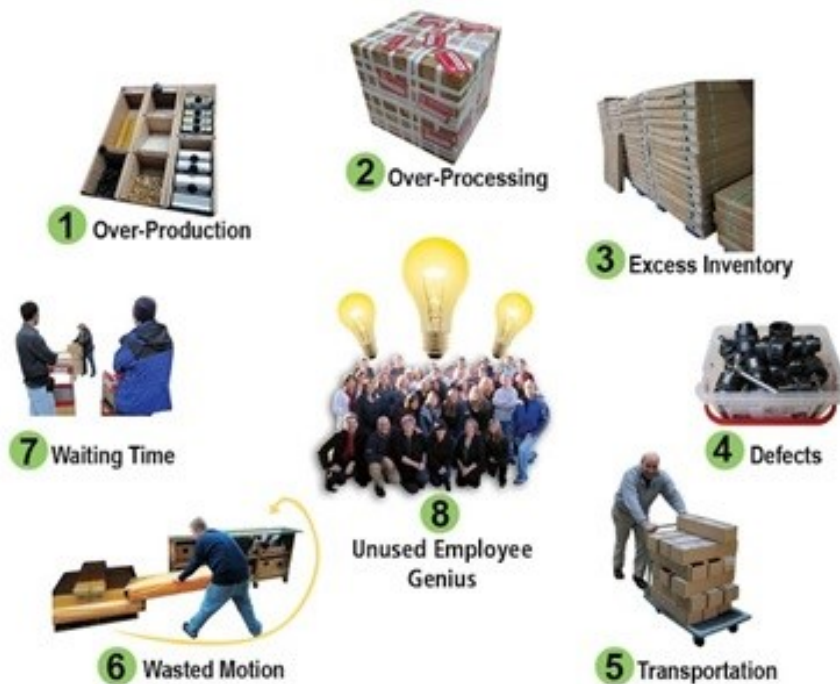 1 Over-Production
2 Over-Processing
3 Excess Inventory
4 Defects
5 Transportation
6 Wasted Motion
7 Waiting Time
8
Unused Employee
Genius